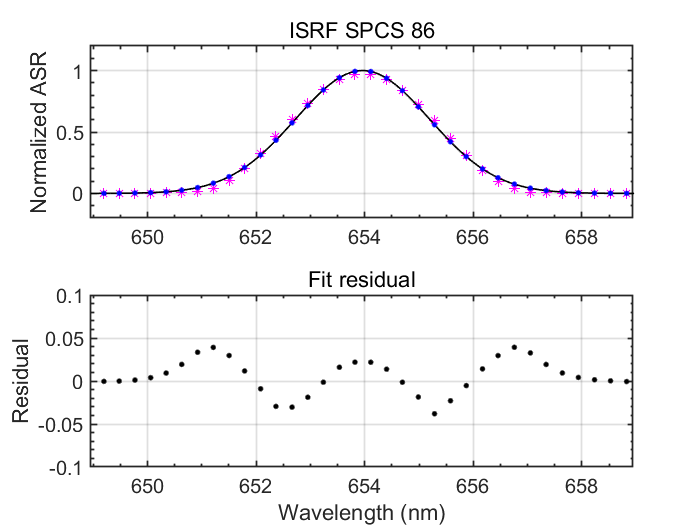 ISRF SPCS 86
Normalized ASR
1
0.5
0
650 652 654 656 658
Fit residual
Residual
0.1
0.05
0
-0.05
-0.1
650 652 654 656 658
Wavelength (nm)